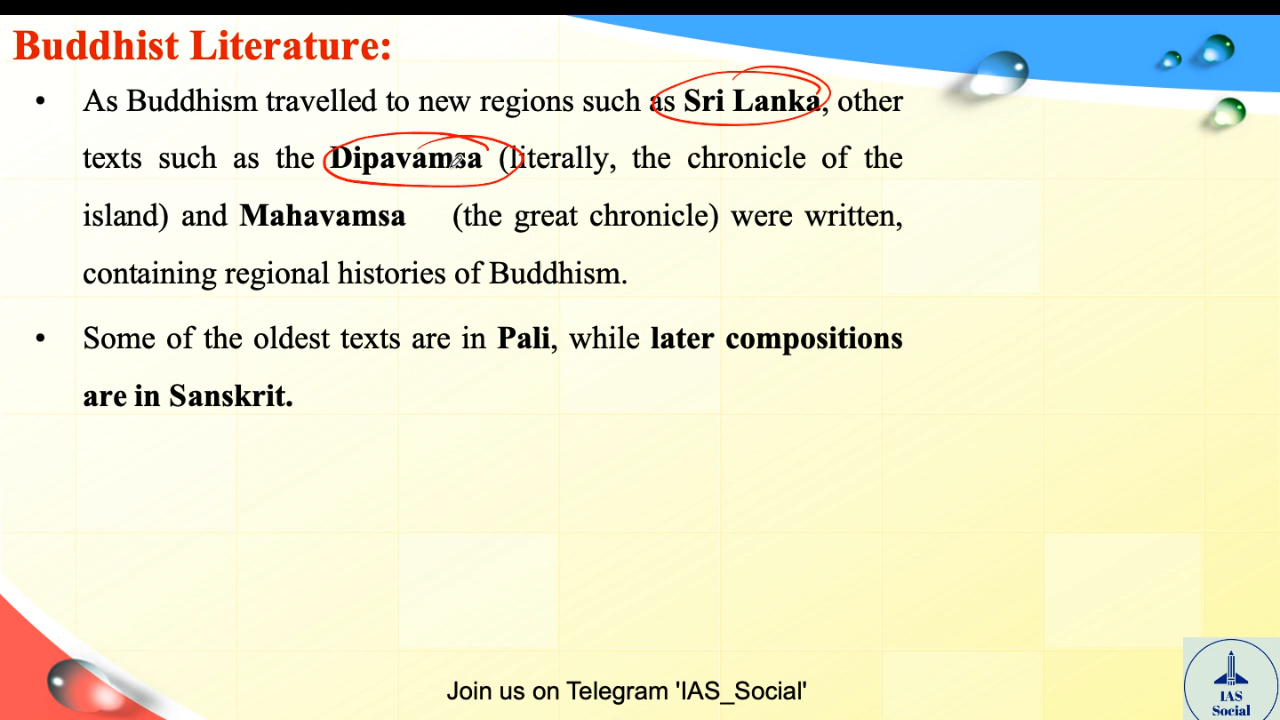 Buddhist Literature:
• As Buddhism travelled to new regions such as Sri Lanka, other
texts such as the Dipavamsa (literally, the chronicle of the
island) and Mahavamsa (the great chronicle) were written,
containing regional histories of Buddhism.
• Some of the oldest texts are in Pali, while later compositions
are in Sanskrit.
Join us on Telegram 'IAS_Social'
IAS
Social